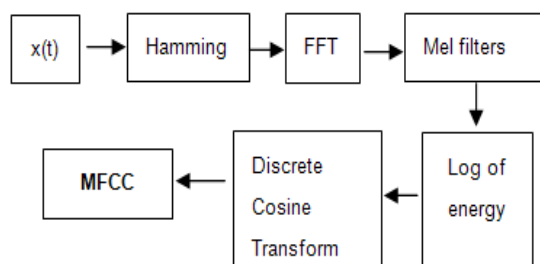 x(t)
Hamming
FFT
Mel filters
Log of
energy
Discrete
Cosine
Transform
MFCC